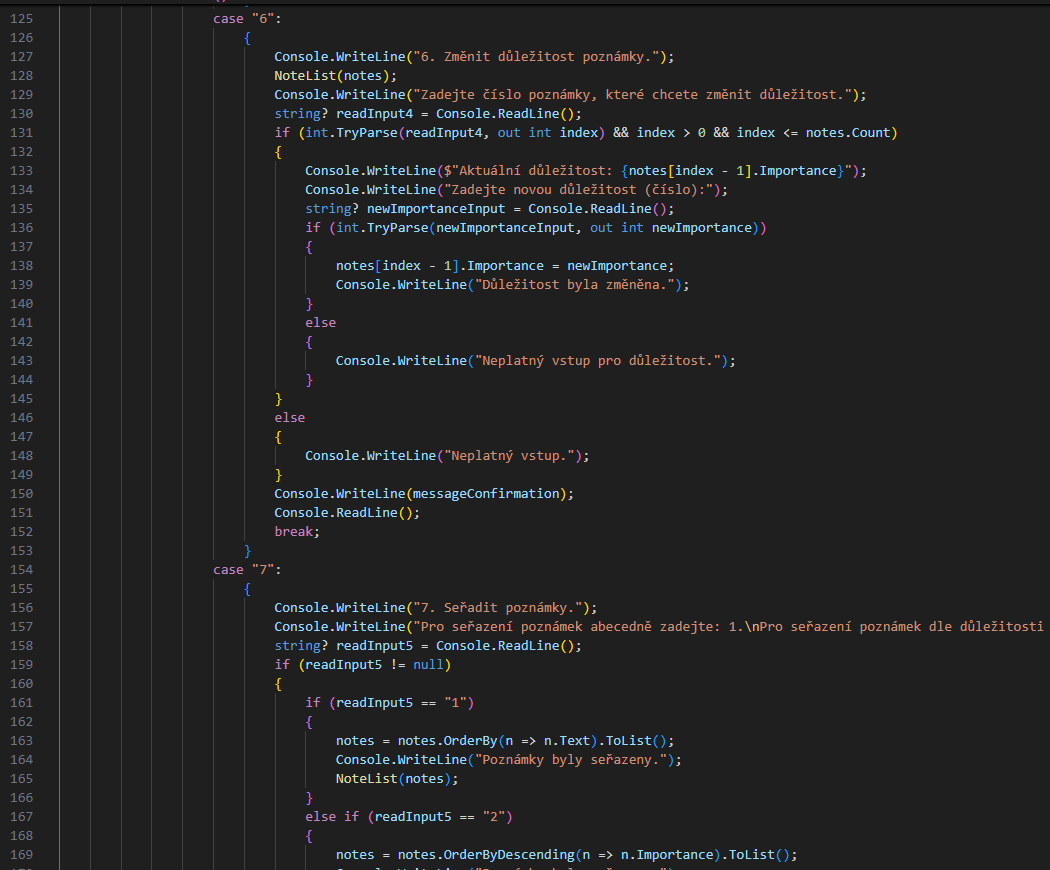 125 case "6":
126 {
127 Console.WriteLine("6. Změnit důležitost poznámky.");
128 NoteList(notes);
129 Console.WriteLine("Zadejte číslo poznámky, které chcete změnit důležitost.");
130 string? readInput4 = Console.ReadLine();
131 if (int.TryParse(readInput4, out int index) && index > 0 && index <= notes.Count)
132 {
133 Console.WriteLine($"Aktuální důležitost: {notes[index - 1].Importance}");
134 Console.WriteLine("Zadejte novou důležitost (číslo):");
135 string? newImportanceInput = Console.ReadLine();
136 if (int.TryParse(newImportanceInput, out int newImportance))
137 {
138 notes[index - 1].Importance = newImportance;
139 Console.WriteLine("Důležitost byla změněna.");
140 }
141 else
142 {
143 Console.WriteLine("Neplatný vstup pro důležitost.");
144 }
145 }
146 else
147 {
148 Console.WriteLine("Neplatný vstup.");
149 }
150 Console.WriteLine(messageConfirmation);
151 Console.ReadLine();
152 break;
153 }
154 case "7":
155 {
156 Console.WriteLine("7. Seřadit poznámky.");
157 Console.WriteLine("Pro seřazení poznámek abecedně zadejte: 1.\nPro seřazení poznámek dle důležitosti
158 string? readInput5 = Console.ReadLine();
159 if (readInput5 != null)
160 {
161 if (readInput5 == "1")
162 {
163 notes = notes.OrderBy(n => n.Text).ToList();
164 Console.WriteLine("Poznámky byly seřazeny.");
165 NoteList(notes);
166 }
167 else if (readInput5 == "2")
168 {
169 notes = notes.OrderByDescending(n => n.Importance).ToList();